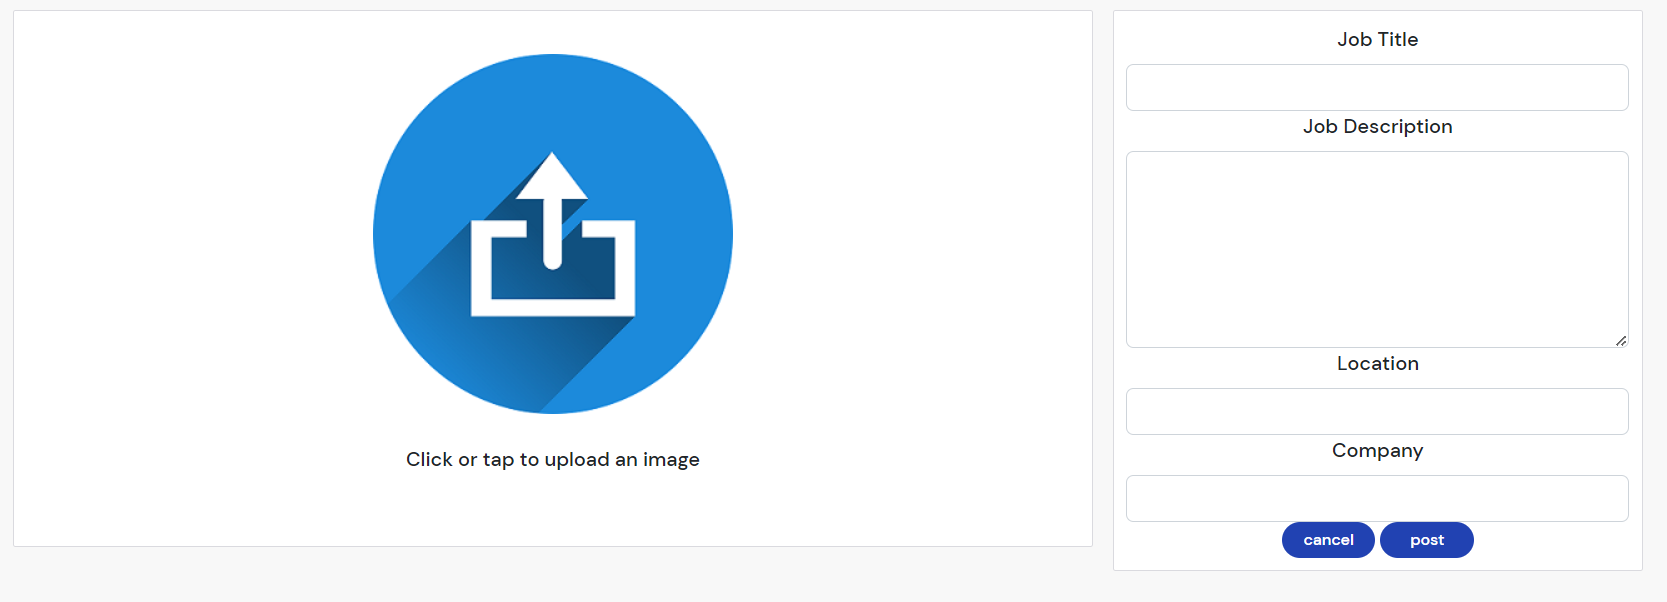 Click or tap to upload an image
Job Title
Job Description
Location
Company
cancel post